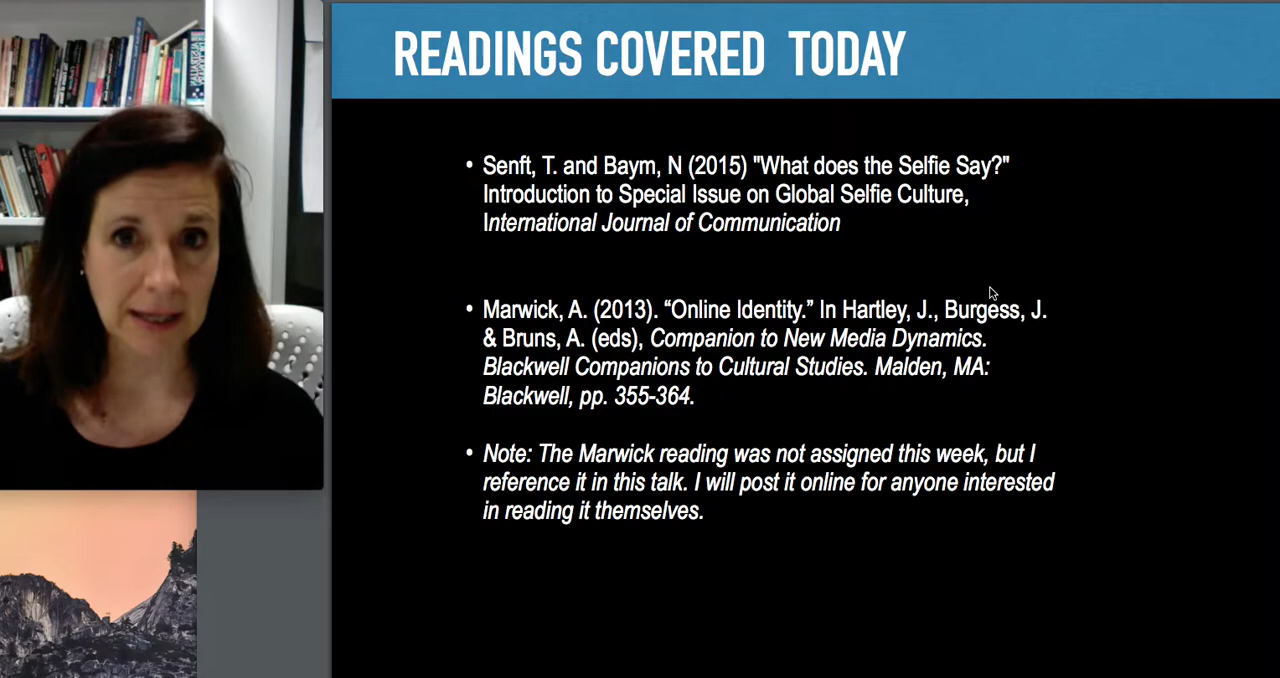 READINGS COVERED TODAY
• Senft, T. and Baym, N (2015) "What does the Selfie Say?"
Introduction to Special Issue on Global Selfie Culture,
International Journal of Communication
• Marwick, A. (2013). “Online Identity.” In Hartley, J., Burgess, J.
& Bruns, A. (eds), Companion to New Media Dynamics.
Blackwell Companions to Cultural Studies. Malden, MA:
Blackwell, pp. 355-364.
• Note: The Marwick reading was not assigned this week, but I
reference it in this talk. I will post it online for anyone interested
in reading it themselves.